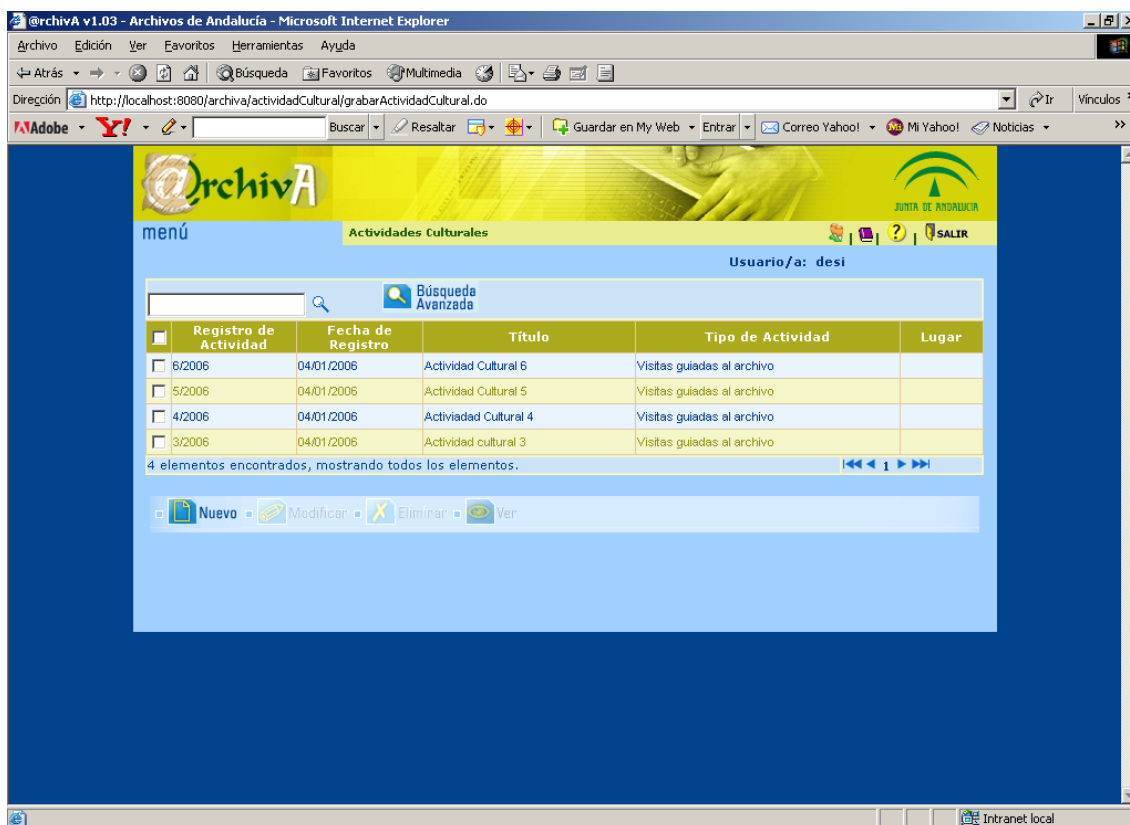 @rchivA v1.03 - Archivos de Andalucía - Microsoft Internet Explorer
Archivo Edición Ver Favoritos Herramientas Ayuda
Atrás Búsqueda Favoritos Multimedia
Dirección http://localhost:8080/archiva/actividadCultural/grabarActividadCultural.do Ir Vínculos
Adobe Y! Buscar Resaltar Guardar en My Web Entrar Correo Yahoo! Mi Yahoo! Noticias »
@rchivA
JUNTA DE ANDALUCIA
menú Actividades Culturales ? SALIR
Usuario/a: desi
Búsqueda
Avanzada
Registro de Actividad Fecha de Registro Título Tipo de Actividad Lugar
6/2006 04/01/2006 Actividad Cultural 6 Visitas guiadas al archivo
5/2006 04/01/2006 Actividad Cultural 5 Visitas guiadas al archivo
4/2006 04/01/2006 Activiadad Cultural 4 Visitas guiadas al archivo
3/2006 04/01/2006 Actividad cultural 3 Visitas guiadas al archivo
4 elementos encontrados, mostrando todos los elementos. 1
Nuevo Modificar Eliminar Ver
Intranet local